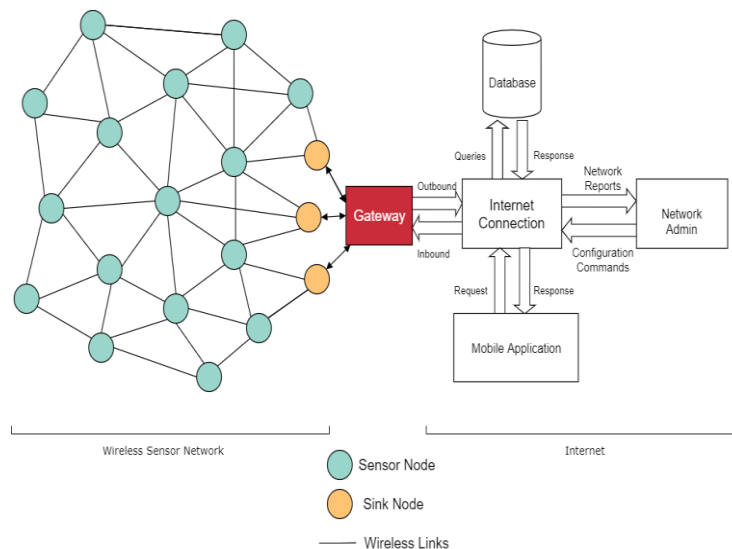 Database
Queries
Response
Outbound
Network
Reports
Gateway
Internet
Connection
Network
Admin
Inbound
Configuration
Commands
Request
Response
Mobile Application
Wireless Sensor Network
Internet
Sensor Node
Sink Node
Wireless Links